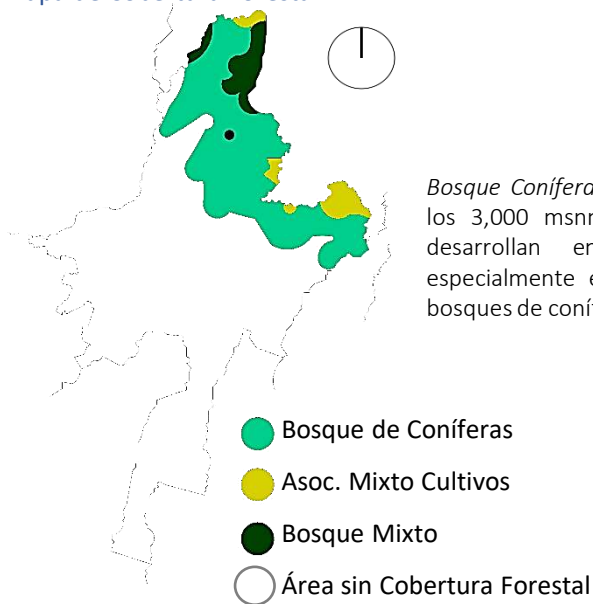 Bosque Conífera
los 3,000 msnm
desarrollan en
especialmente e
bosques de coní
Bosque de Coníferas
Asoc. Mixto Cultivos
Bosque Mixto
Área sin Cobertura Forestal